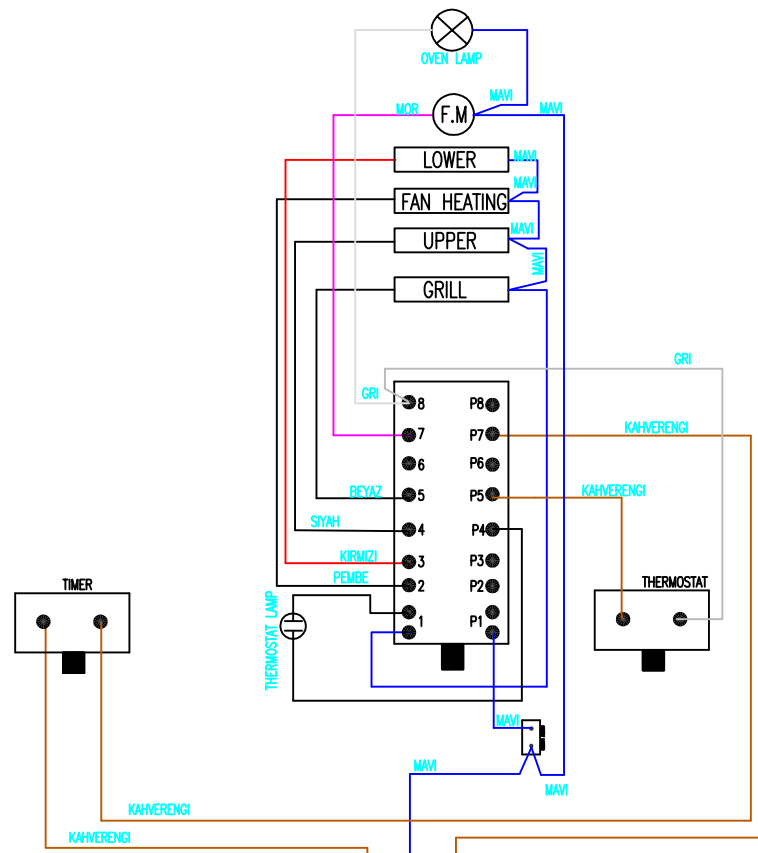 OVEN LAMP
MAVI
MOR
F.M
MAVI
LOWER
MAVI
FAN HEATING
MAVI
UPPER
MAVI
MAVI
GRILL
GRI
GRI
8
P8
7
P7
KAHVERENGI
6
P6
BEYAZ
5
P5
KAHVERENGI
SIYAH
4
P4
KIRMIZI
3
P3
PEMBE
2
P2
TIMER
THERMOSTAT
THERMOSTAT LAMP
1
P1
MAVI
MAVI
MAVI
KAHVERENGI
KAHVERENGI